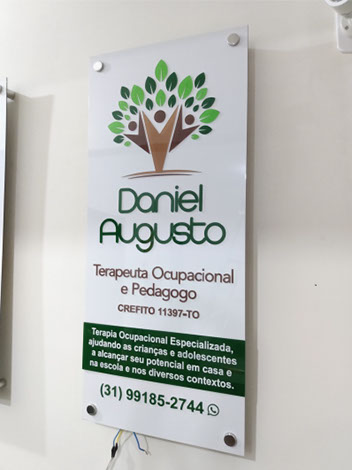 Daniel
Augusto
Terapeuta Ocupacional
e Pedagogo
CREFITO 11397-TO
Terapia Ocupacional Especializada,
ajudando as crianças e adolescentes
a alcançar seu potencial em casa e
na escola e nos diversos contextos.
(31) 99185-2744